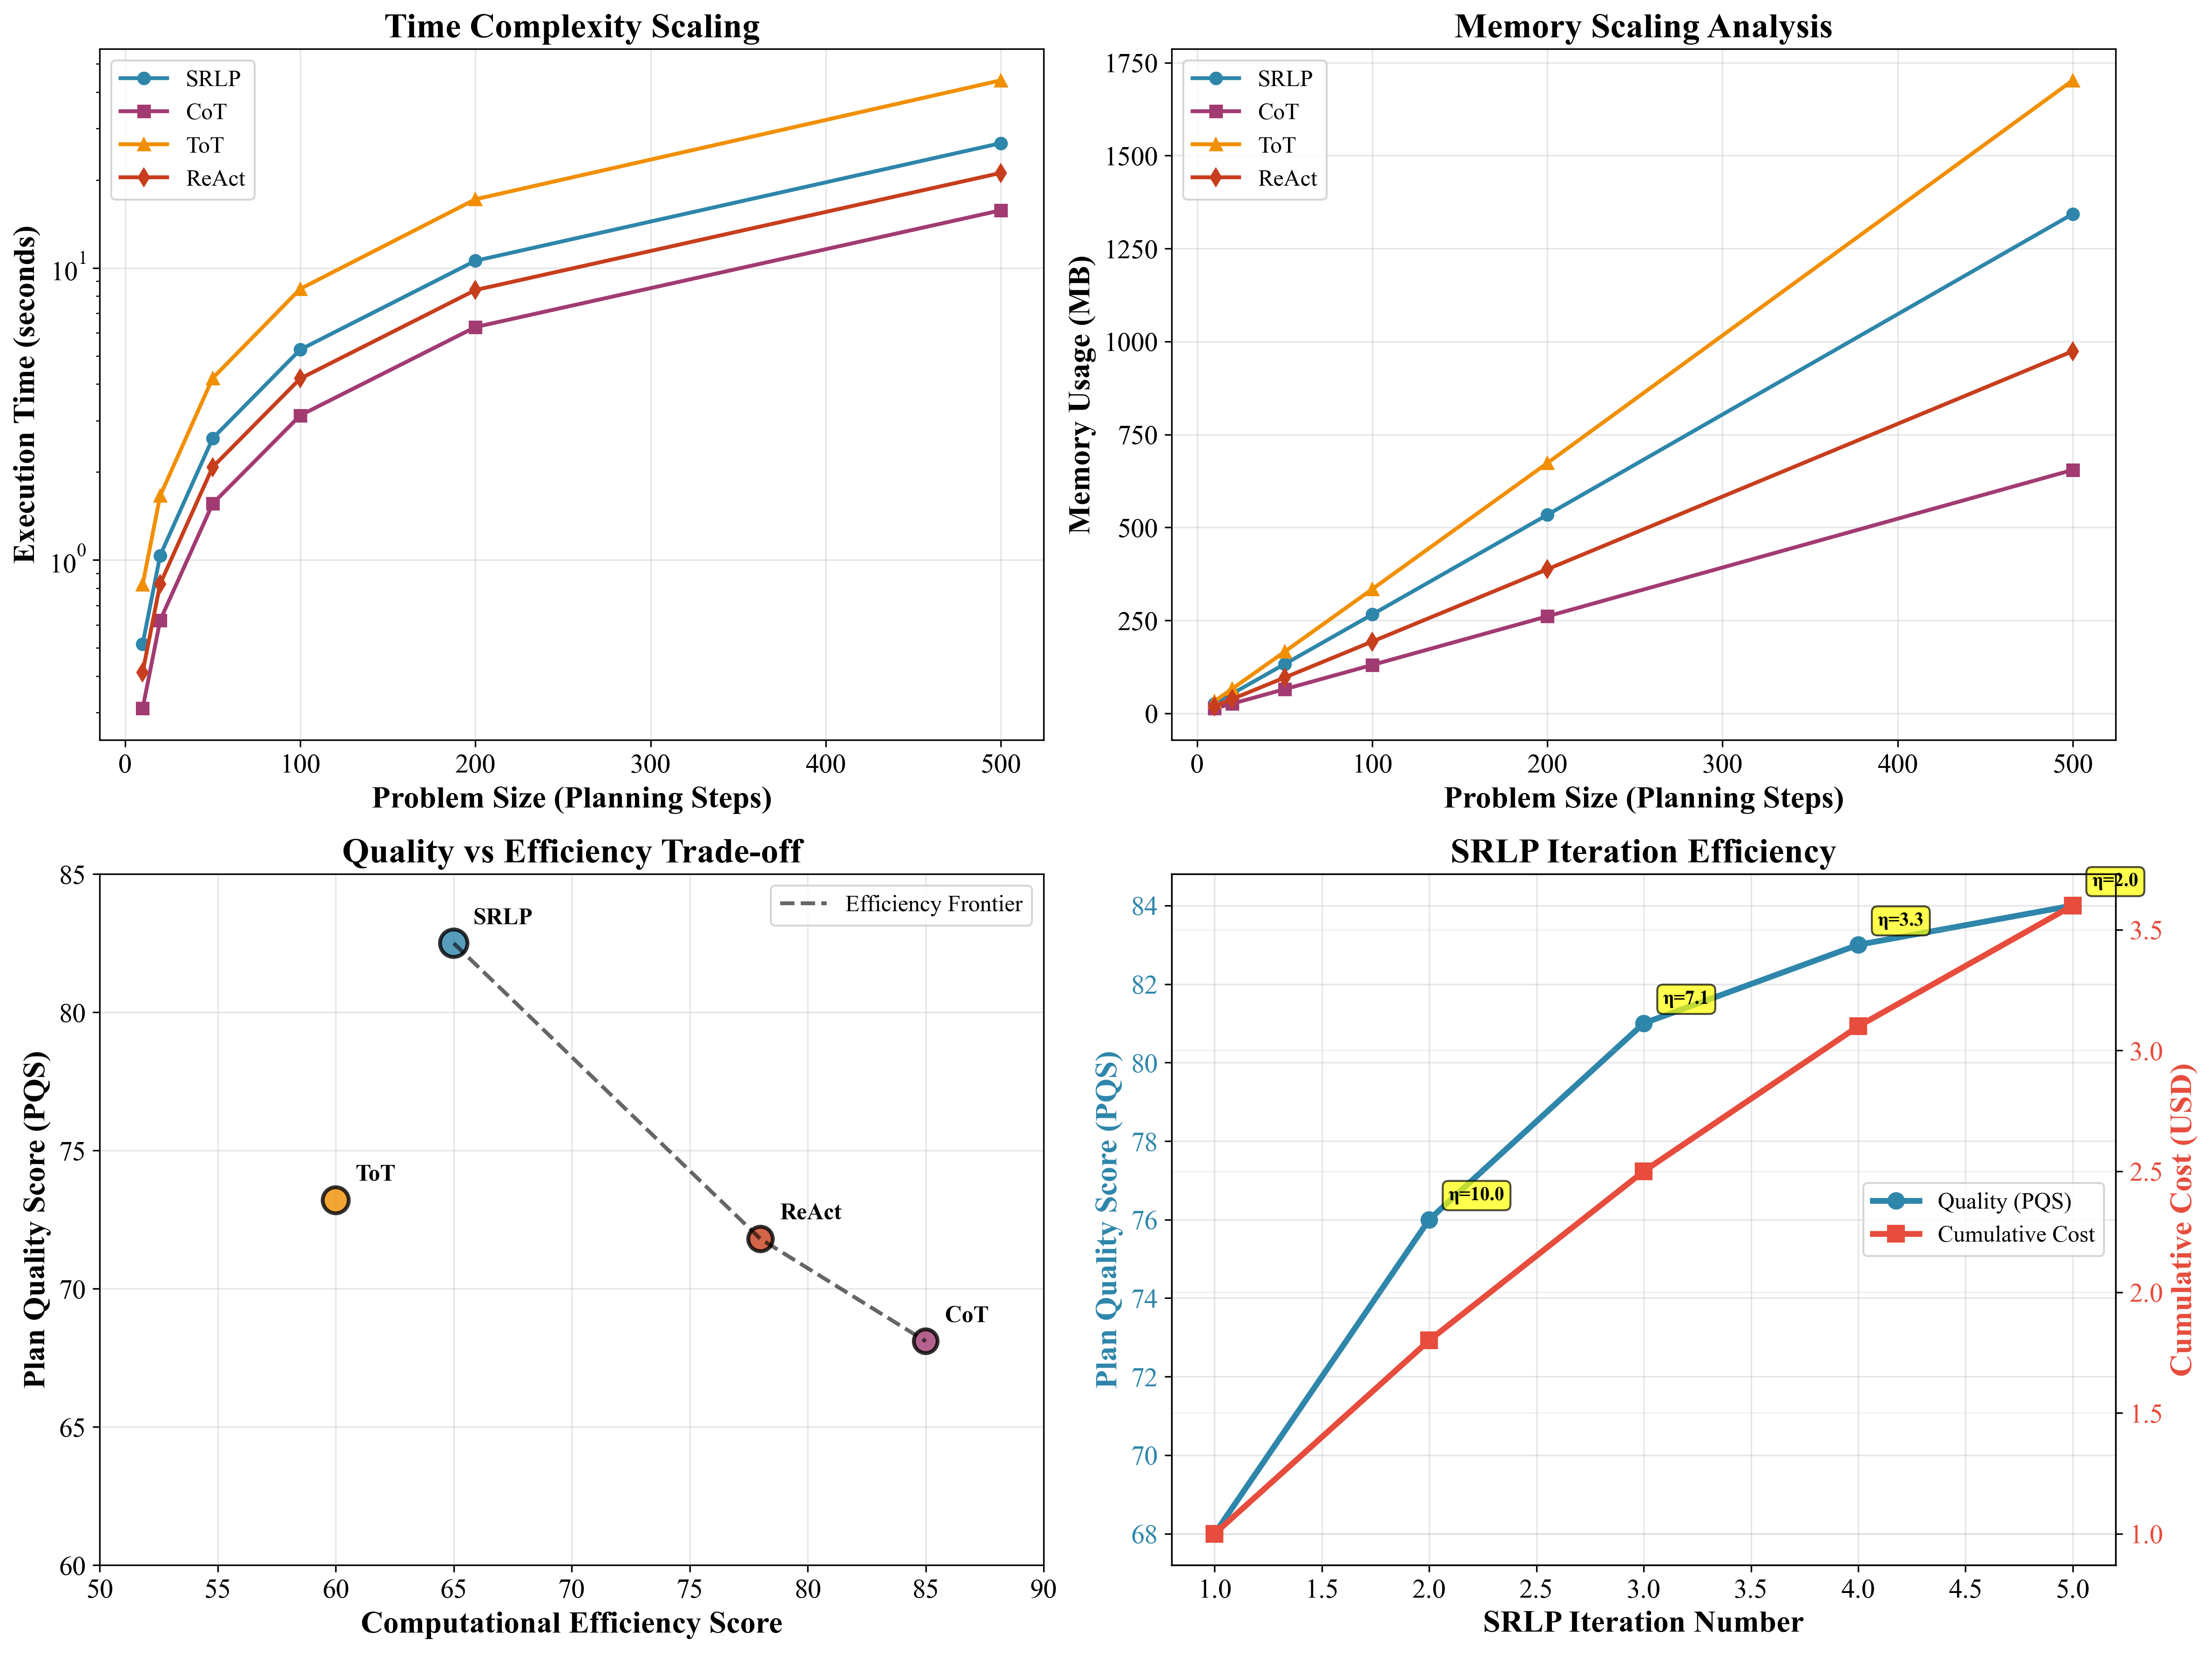 Time Complexity Scaling
SRLP
CoT
ToT
ReAct
Execution Time (seconds)
10^1
10^0
0 100 200 300 400 500
Problem Size (Planning Steps)
Memory Scaling Analysis
SRLP
CoT
ToT
ReAct
Memory Usage (MB)
1750
1500
1250
1000
750
500
250
0
0 100 200 300 400 500
Problem Size (Planning Steps)
Quality vs Efficiency Trade-off
Efficiency Frontier
SRLP
ToT
ReAct
CoT
Plan Quality Score (PQS)
85
80
75
70
65
60
50 55 60 65 70 75 80 85 90
Computational Efficiency Score
SRLP Iteration Efficiency
η=2.0
η=3.3
η=7.1
η=10.0
Quality (PQS)
Cumulative Cost
Plan Quality Score (PQS)
84
82
80
78
76
74
72
70
68
Cumulative Cost (USD)
3.5
3.0
2.5
2.0
1.5
1.0
1.0 1.5 2.0 2.5 3.0 3.5 4.0 4.5 5.0
SRLP Iteration Number